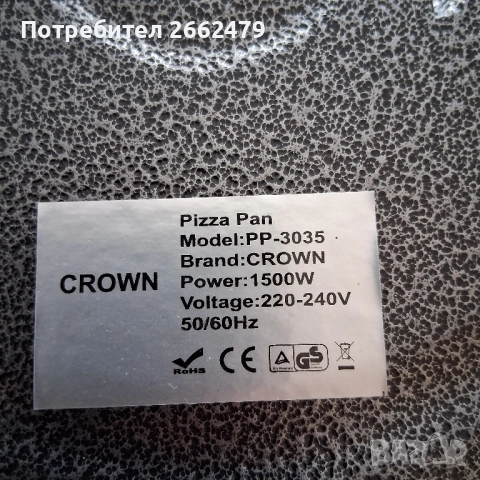 Потребител 2662479
Pizza Pan
Model:PP-3035
Brand:CROWN
CROWN
Power:1500W
Voltage:220-240V
50/60Hz
RoHS
CE
GS